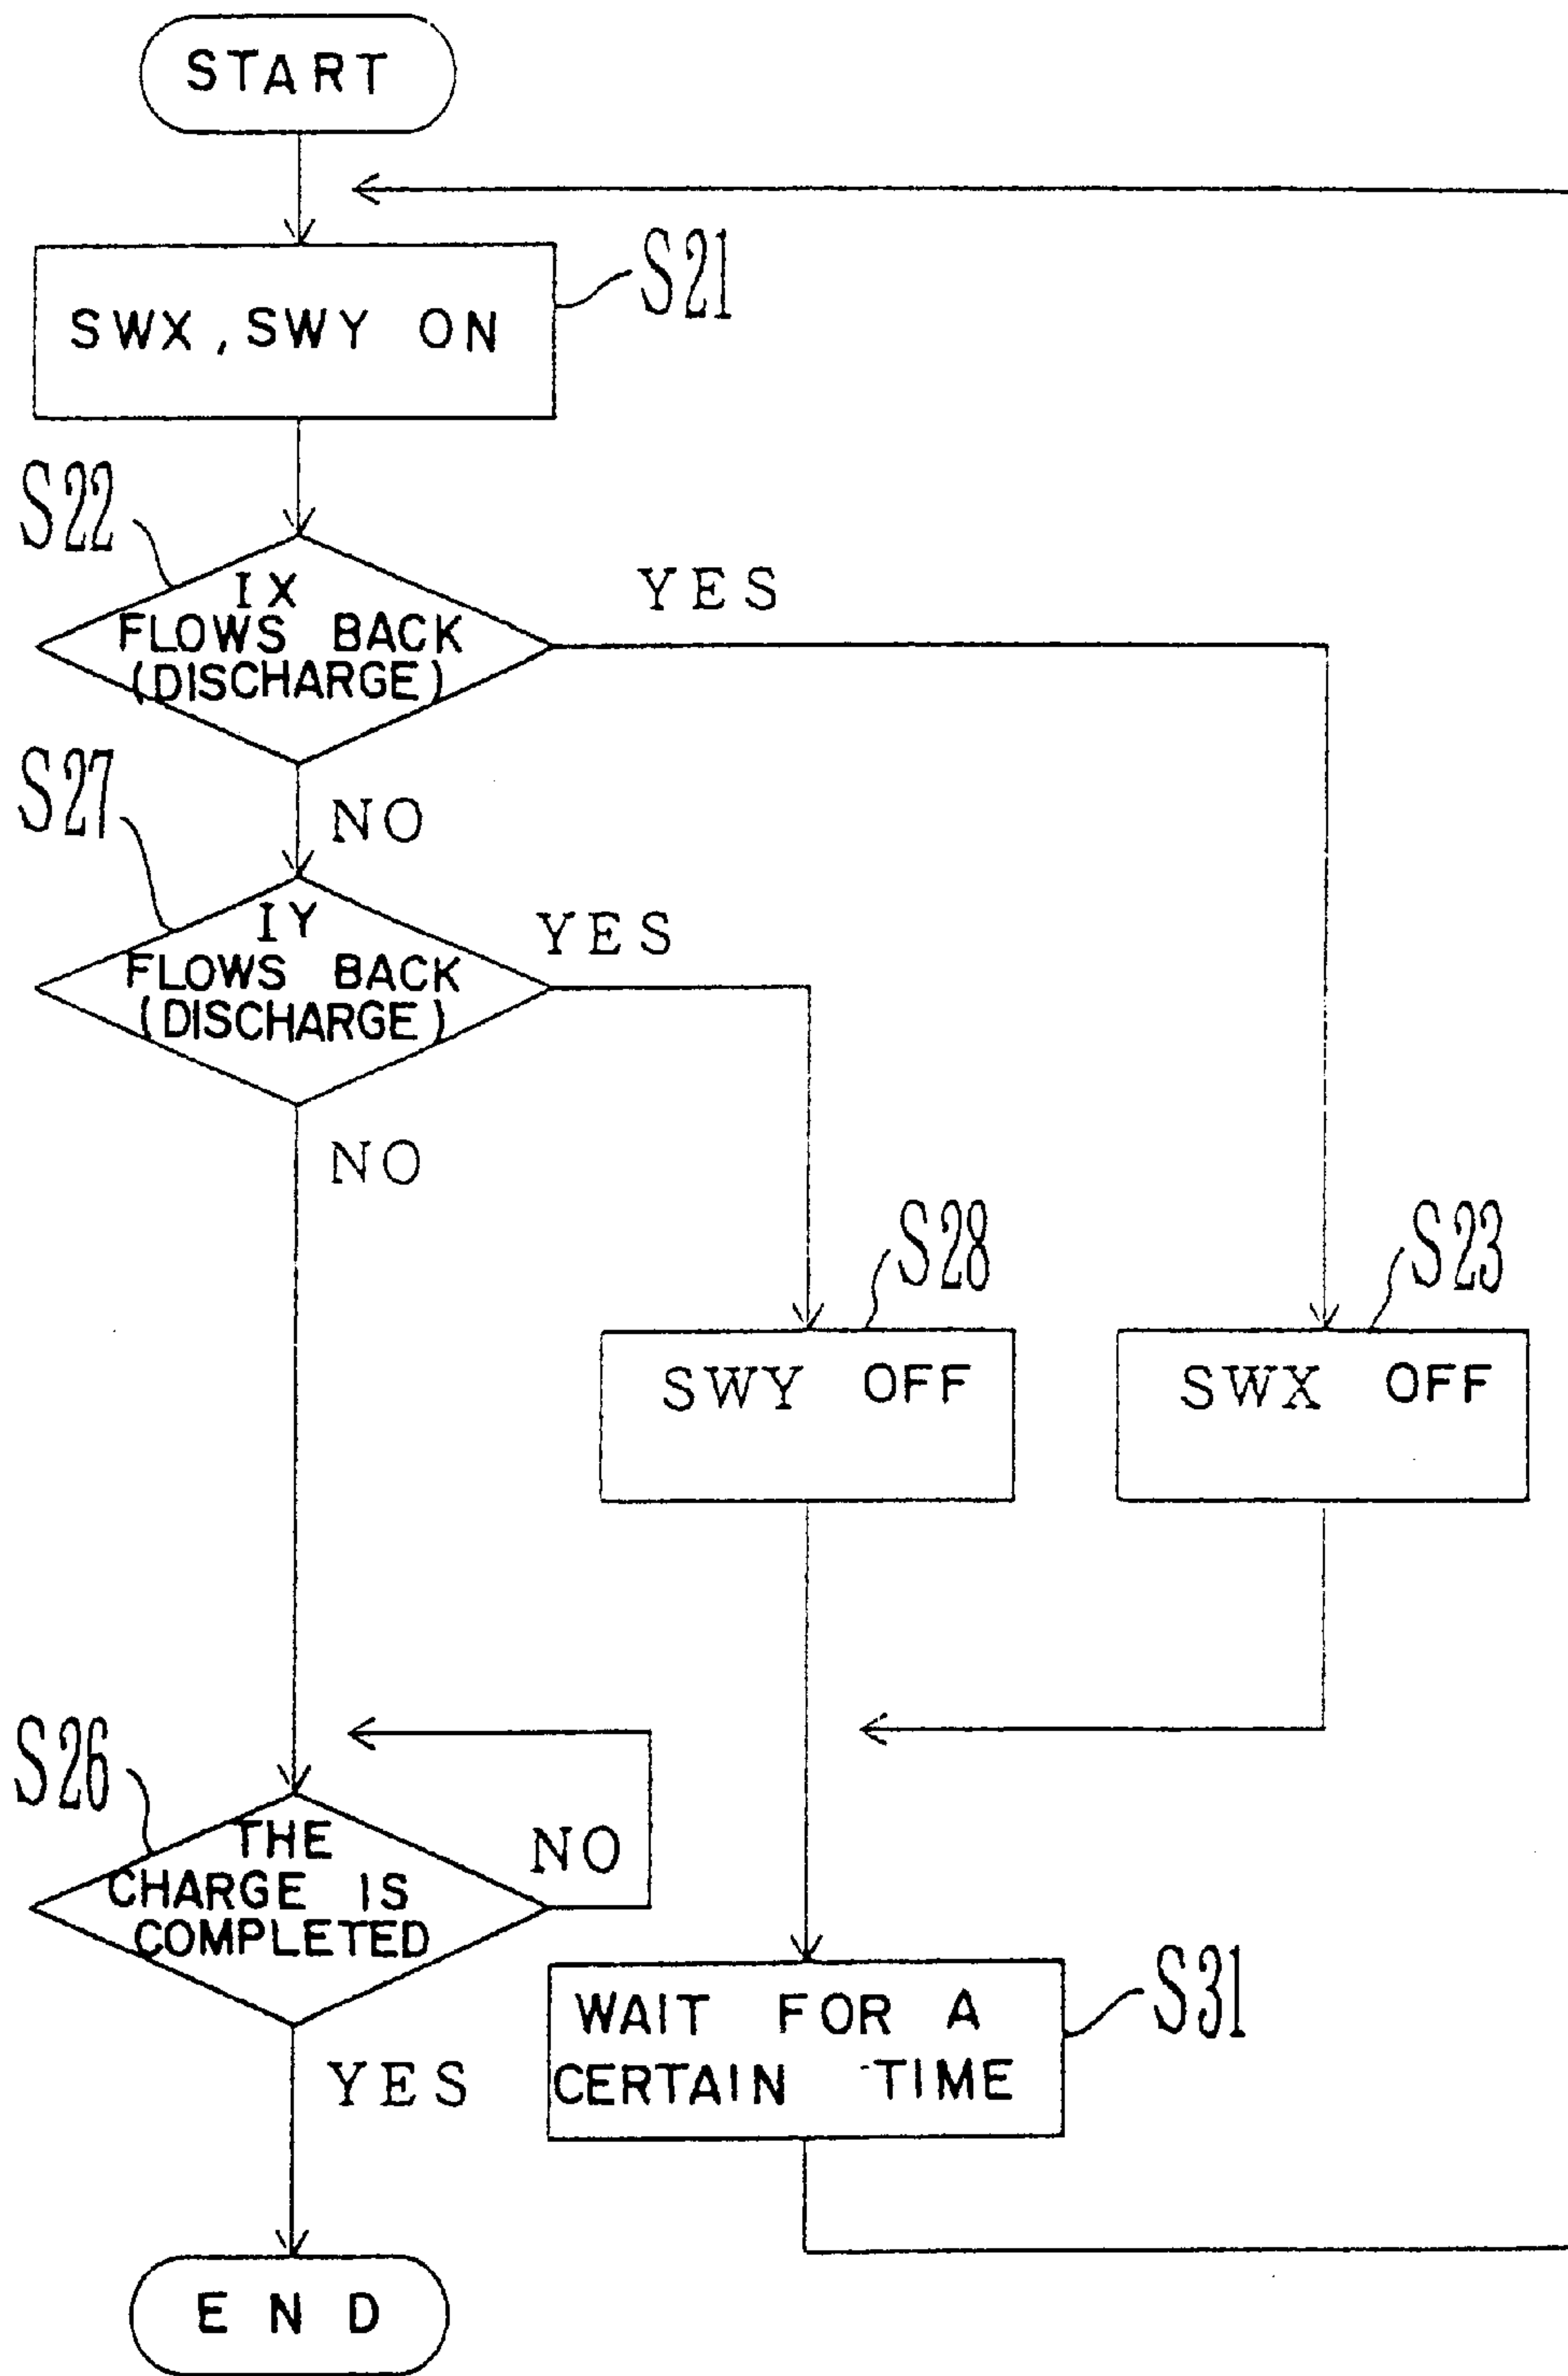 START
S21
SWX, SWY ON
S22
IX
FLOWS BACK
(DISCHARGE)
YES
NO
S27
IY
FLOWS BACK
(DISCHARGE)
YES
NO
S28
SWY OFF
S23
SWX OFF
S26
THE
CHARGE IS
COMPLETED
NO
YES
S31
WAIT FOR A
CERTAIN TIME
END